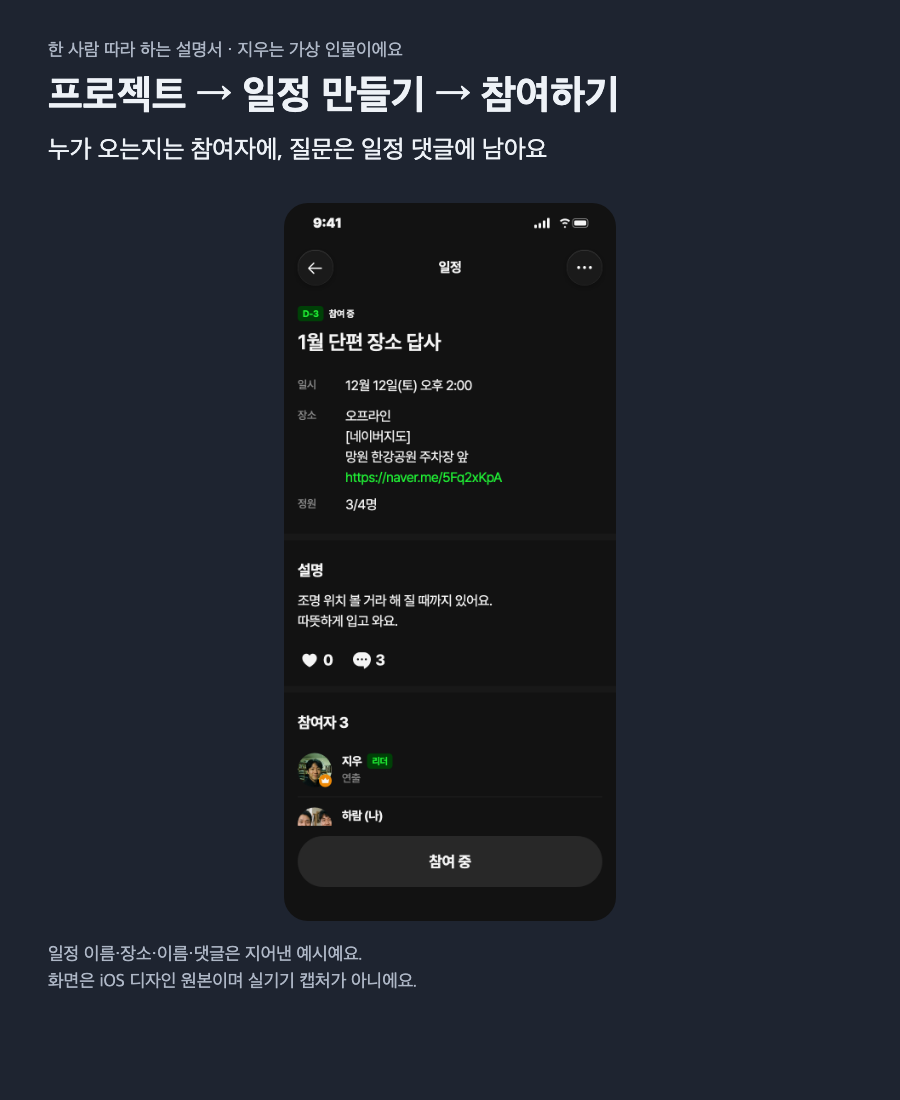 한 사람 따라 하는 설명서 · 지우는 가상 인물이에요
프로젝트 → 일정 만들기 → 참여하기
누가 오는지는 참여자에, 질문은 일정 댓글에 남아요
9:41
일정
D-3 참여 중
1월 단편 장소 답사
일시 12월 12일(토) 오후 2:00
장소 오프라인
[네이버지도]
망원 한강공원 주차장 앞
https://naver.me/5Fq2xKpA
정원 3/4명
설명
조명 위치 볼 거라 해 질 때까지 있어요.
따뜻하게 입고 와요.
0 3
참여자 3
지우 리더
연출
하람 (나)
참여 중
일정 이름·장소·이름·댓글은 지어낸 예시예요.
화면은 iOS 디자인 원본이며 실기기 캡처가 아니에요.